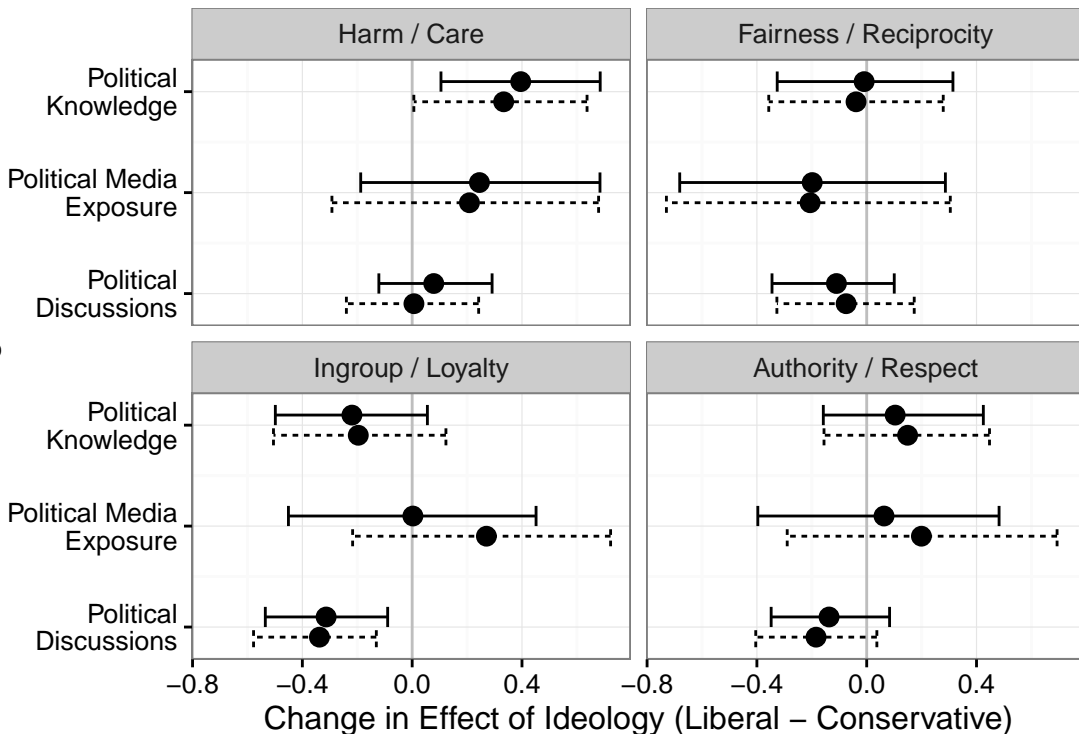 Harm / Care
Fairness / Reciprocity
Political
Knowledge
Political Media
Exposure
Political
Discussions
Ingroup / Loyalty
Authority / Respect
Political
Knowledge
Political Media
Exposure
Political
Discussions
−0.8 −0.4 0.0 0.4 −0.8 −0.4 0.0 0.4
Change in Effect of Ideology (Liberal − Conservative)